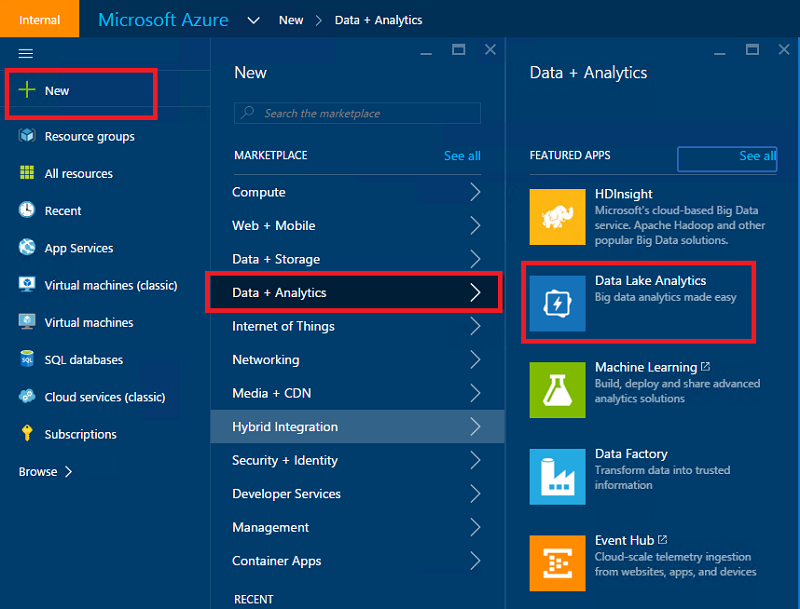 Internal
Microsoft Azure
New
Data + Analytics
New
Resource groups
All resources
Recent
App Services
Virtual machines (classic)
Virtual machines
SQL databases
Cloud services (classic)
Subscriptions
Browse
New
Search the marketplace
MARKETPLACE
See all
Compute
Web + Mobile
Data + Storage
Data + Analytics
Internet of Things
Networking
Media + CDN
Hybrid Integration
Security + Identity
Developer Services
Management
Container Apps
RECENT
Data + Analytics
FEATURED APPS
See all
HDInsight
Microsoft's cloud-based Big Data
service. Apache Hadoop and other
popular Big Data solutions.
Data Lake Analytics
Big data analytics made easy
Machine Learning
Build, deploy and share advanced
analytics solutions
Data Factory
Transform data into trusted
information
Event Hub
Cloud-scale telemetry ingestion
from websites, apps, and devices